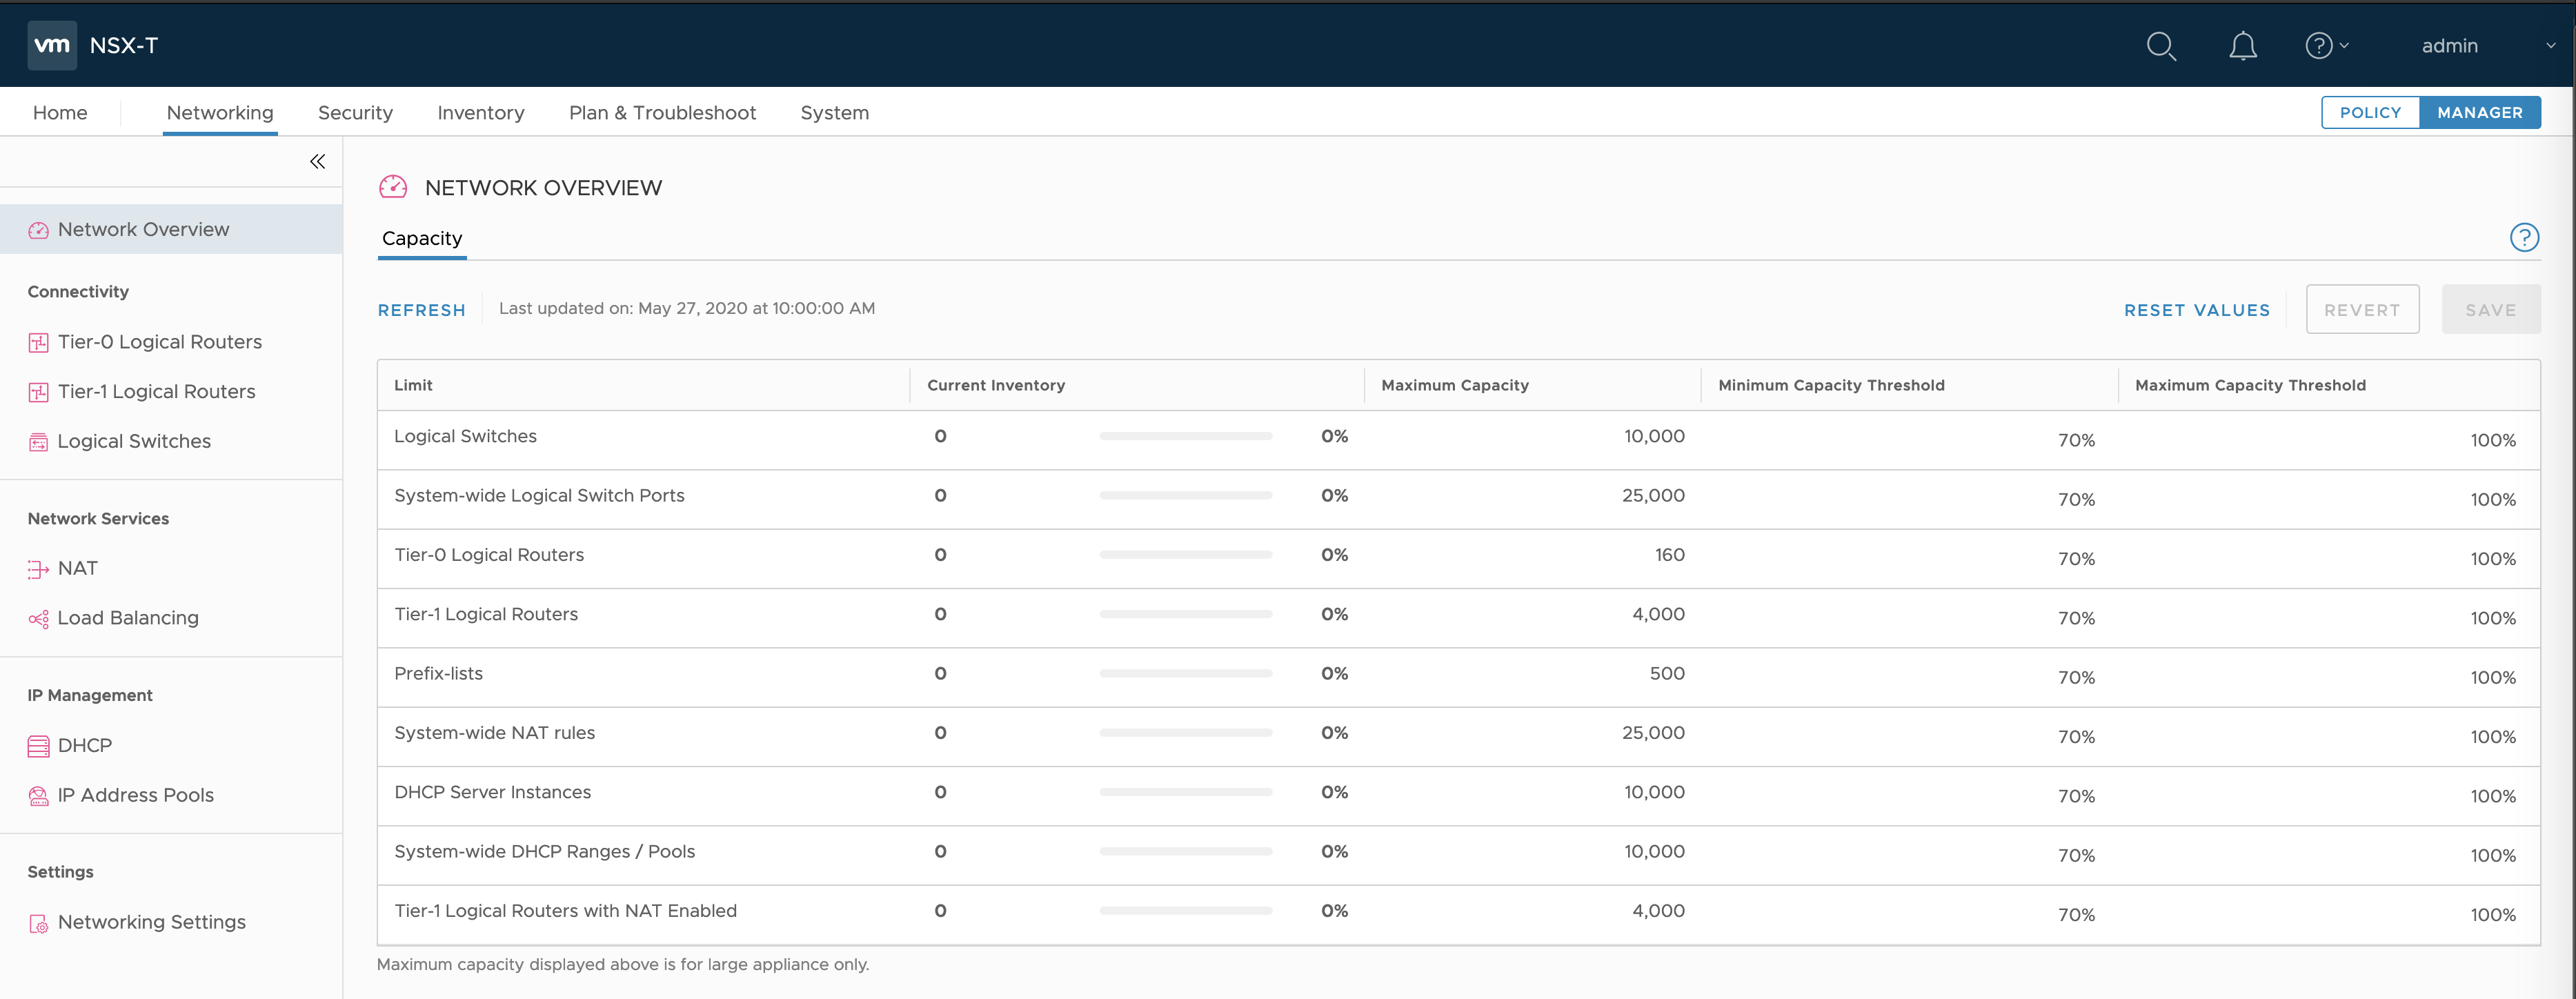 vm NSX-T admin
Home Networking Security Inventory Plan & Troubleshoot System POLICY MANAGER
Network Overview
Connectivity
Tier-0 Logical Routers
Tier-1 Logical Routers
Logical Switches
Network Services
NAT
Load Balancing
IP Management
DHCP
IP Address Pools
Settings
Networking Settings
NETWORK OVERVIEW
Capacity ?
REFRESH Last updated on: May 27, 2020 at 10:00:00 AM RESET VALUES REVERT SAVE
Limit Current Inventory Maximum Capacity Minimum Capacity Threshold Maximum Capacity Threshold
Logical Switches 0 0% 10,000 70% 100%
System-wide Logical Switch Ports 0 0% 25,000 70% 100%
Tier-0 Logical Routers 0 0% 160 70% 100%
Tier-1 Logical Routers 0 0% 4,000 70% 100%
Prefix-lists 0 0% 500 70% 100%
System-wide NAT rules 0 0% 25,000 70% 100%
DHCP Server Instances 0 0% 10,000 70% 100%
System-wide DHCP Ranges / Pools 0 0% 10,000 70% 100%
Tier-1 Logical Routers with NAT Enabled 0 0% 4,000 70% 100%
Maximum capacity displayed above is for large appliance only.